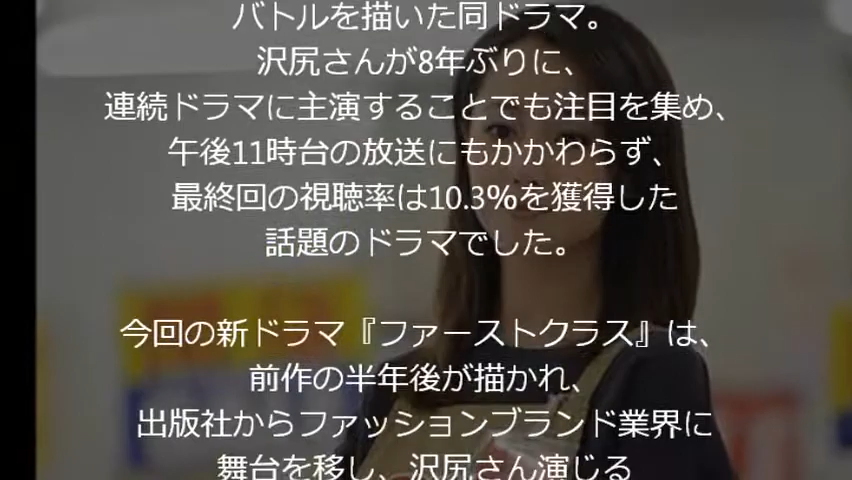 バトルを描いた同ドラマ。
沢尻さんが8年ぶりに、
連続ドラマに主演することでも注目を集め、
午後11時台の放送にもかかわらず、
最終回の視聴率は10.3%を獲得した
話題のドラマでした。
今回の新ドラマ『ファーストクラス』は、
前作の半年後が描かれ、
出版社からファッションブランド業界に
舞台を移し、沢尻さん演じる